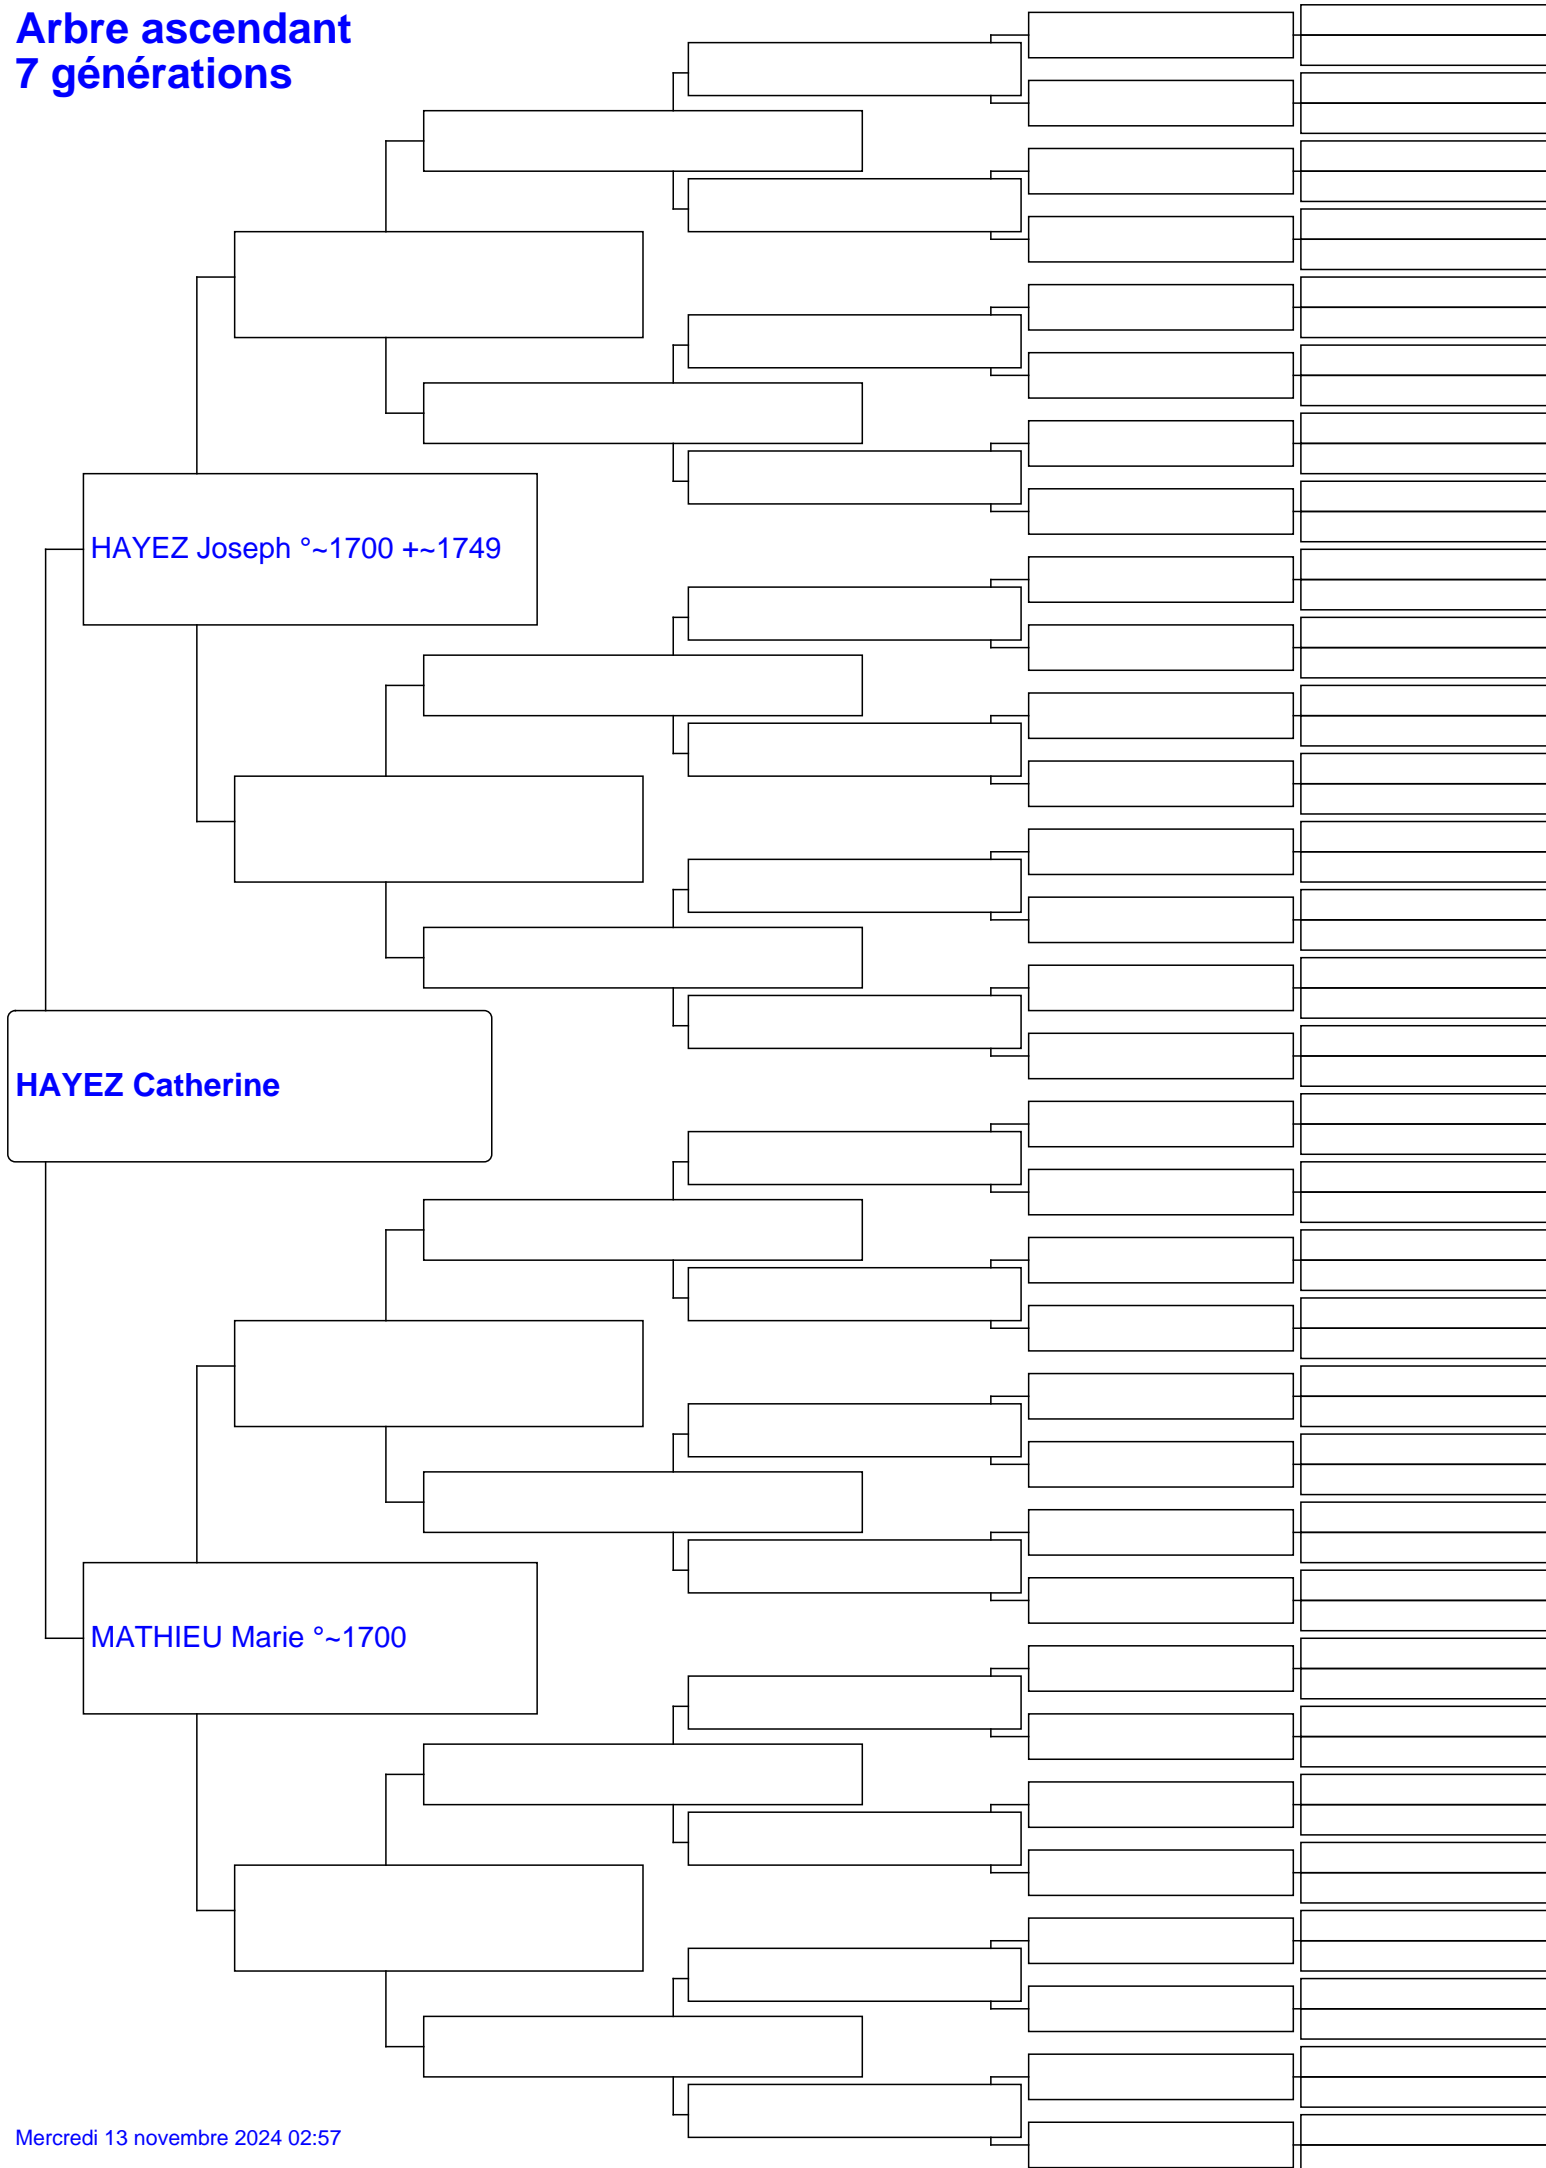 Arbre ascendant
7 générations
HAYEZ Joseph °~1700 +~1749
HAYEZ Catherine
MATHIEU Marie °~1700
Mercredi 13 novembre 2024 02:57